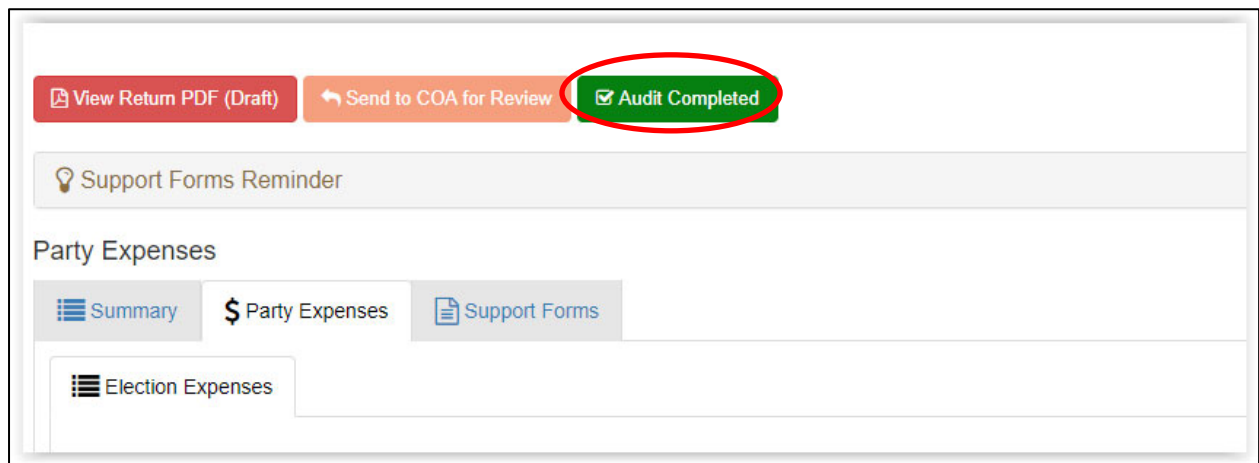 View Return PDF (Draft) Send to COA for Review Audit Completed
Support Forms Reminder
Party Expenses
Summary $ Party Expenses Support Forms
Election Expenses